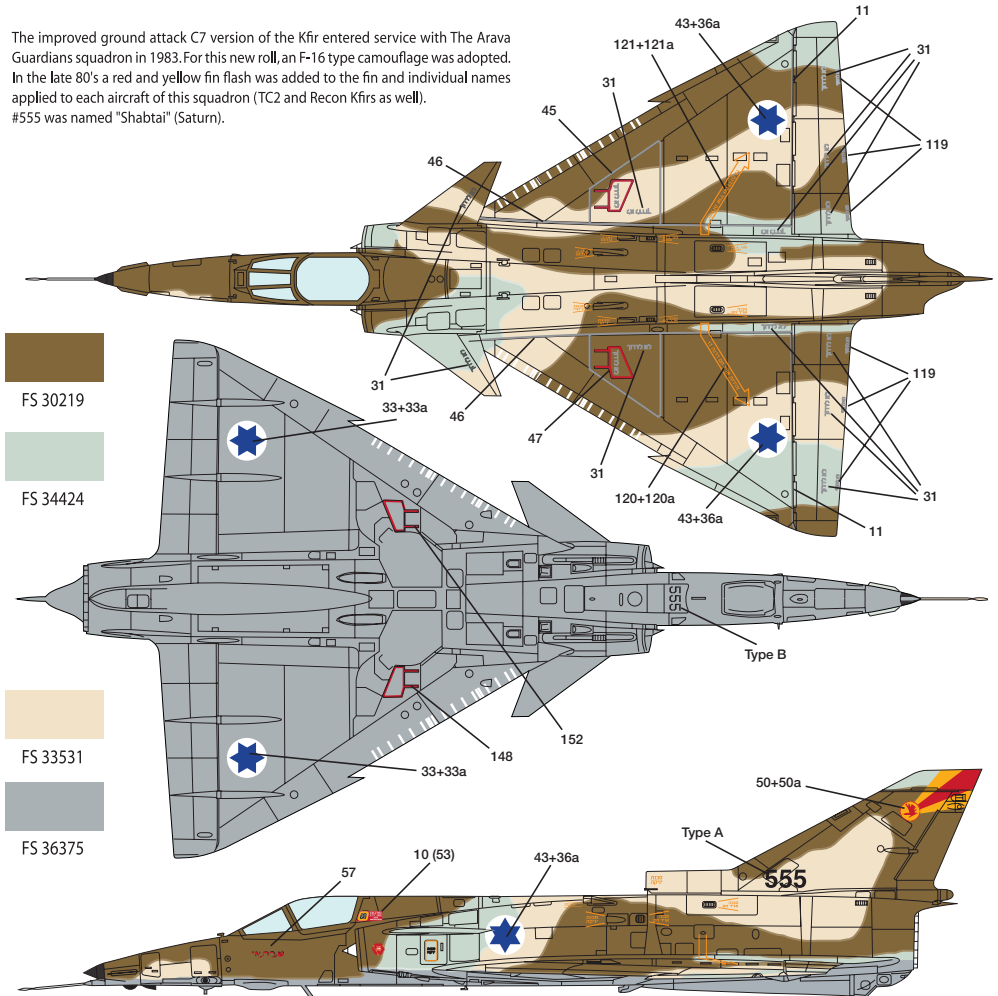 The improved ground attack C7 version of the Kfir entered service with The Arava
Guardians squadron in 1983.For this new roll,an F-16 type camouflage was adopted.
In the late 80's a red and yellow fin flash was added to the fin and individual names
applied to each aircraft of this squadron (TC2 and Recon Kfirs as well).
#555 was named "Shabtai" (Saturn).
43+36a
11
121+121a
31
31
45
119
46
FS 30219
31
33+33a
46
47
31
119
31
120+120a
43+36a
11
FS 34424
555
Type B
152
148
33+33a
FS 33531
FS 36375
50+50a
Type A
555
10 (53)
43+36a
57